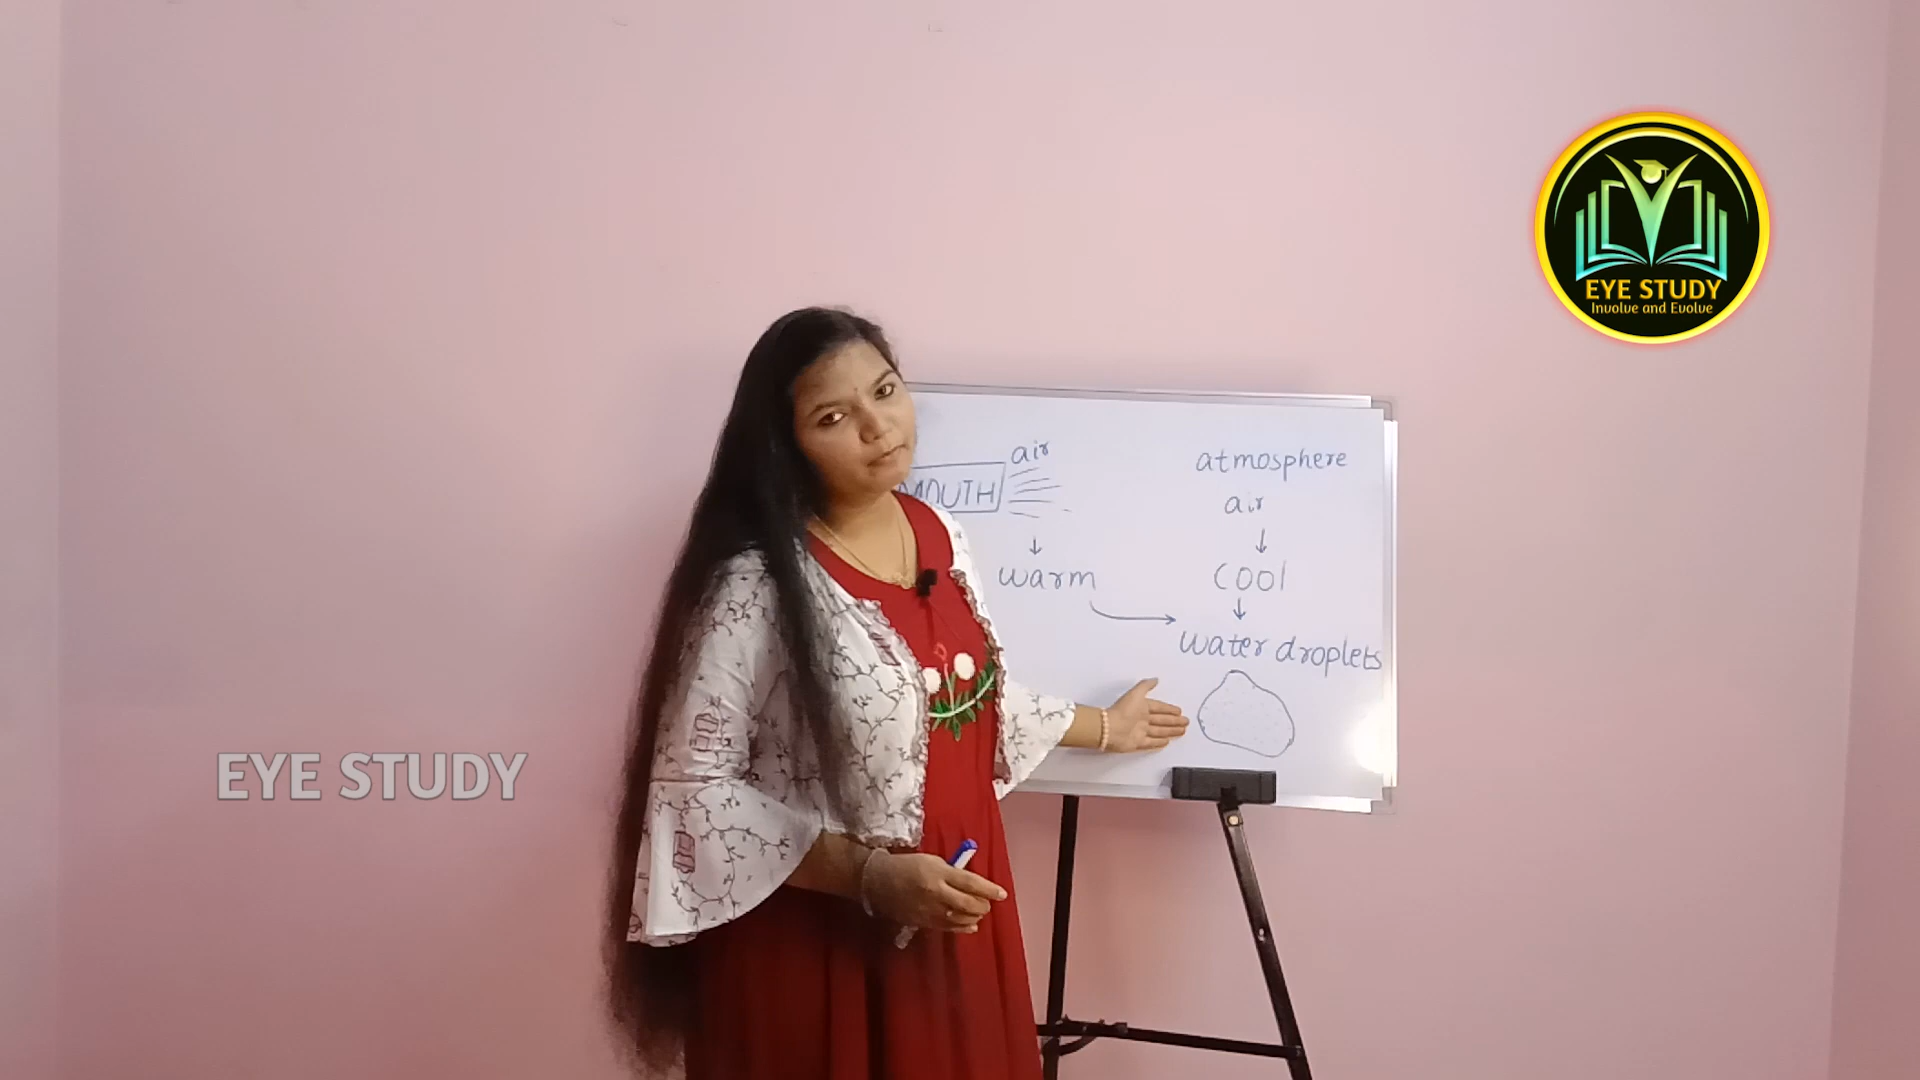 EYE STUDY
Involve and Evolve
air
MOUTH
warm
atmosphere
air
cool
water droplets
EYE STUDY